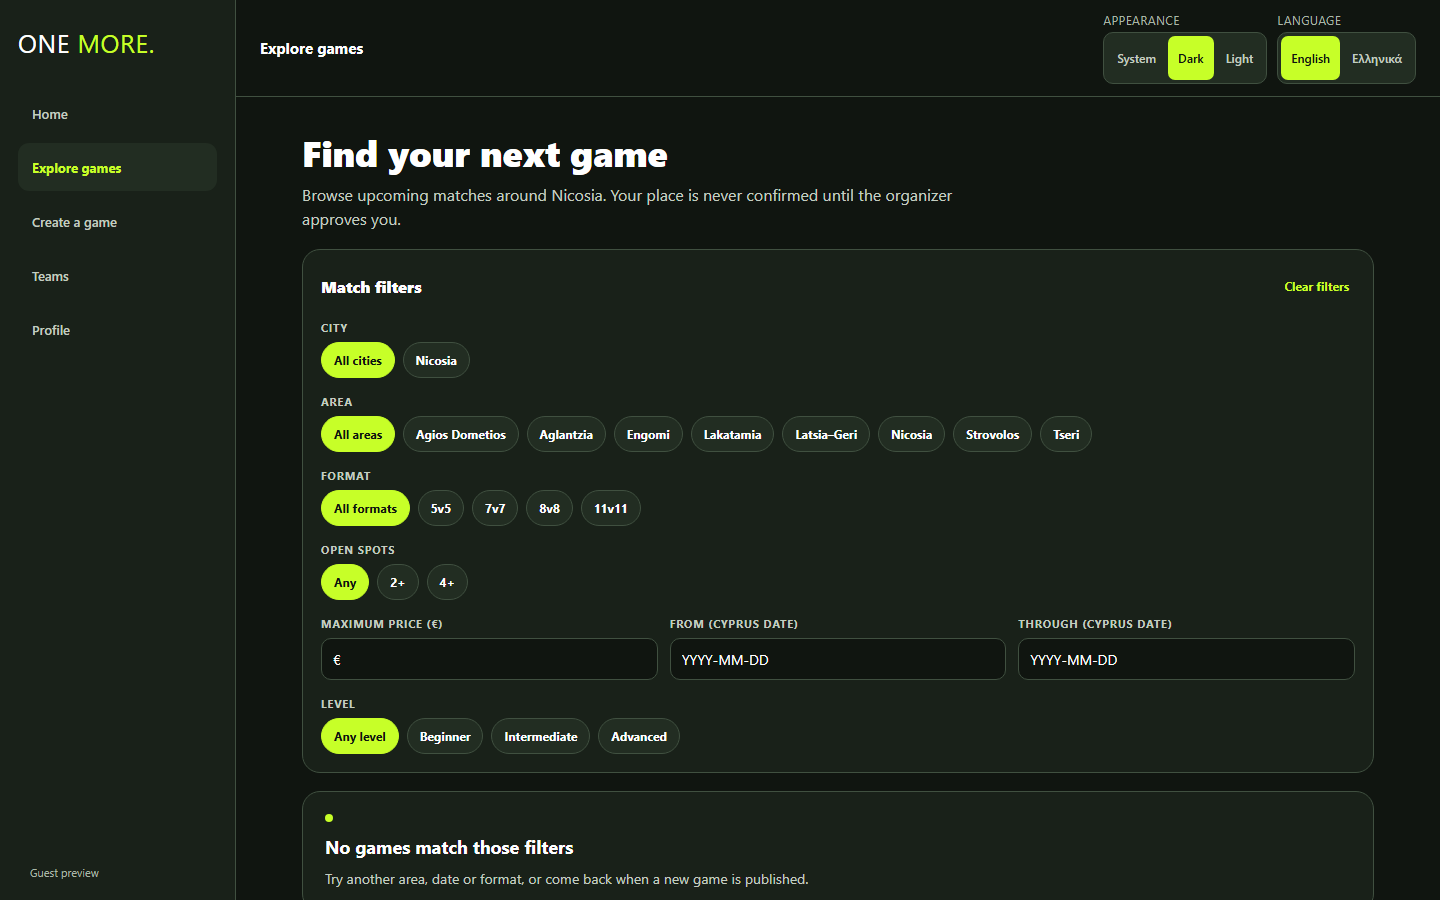 ONE MORE.
Home
Explore games
Create a game
Teams
Profile
Guest preview
Explore games
APPEARANCE
System Dark Light
LANGUAGE
English Ελληνικά
Find your next game
Browse upcoming matches around Nicosia. Your place is never confirmed until the organizer
approves you.
Match filters
Clear filters
CITY
All cities Nicosia
AREA
All areas Agios Dometios Aglantzia Engomi Lakatamia Latsia–Geri Nicosia Strovolos Tseri
FORMAT
All formats 5v5 7v7 8v8 11v11
OPEN SPOTS
Any 2+ 4+
MAXIMUM PRICE (€) FROM (CYPRUS DATE) THROUGH (CYPRUS DATE)
€ YYYY-MM-DD YYYY-MM-DD
LEVEL
Any level Beginner Intermediate Advanced
No games match those filters
Try another area, date or format, or come back when a new game is published.